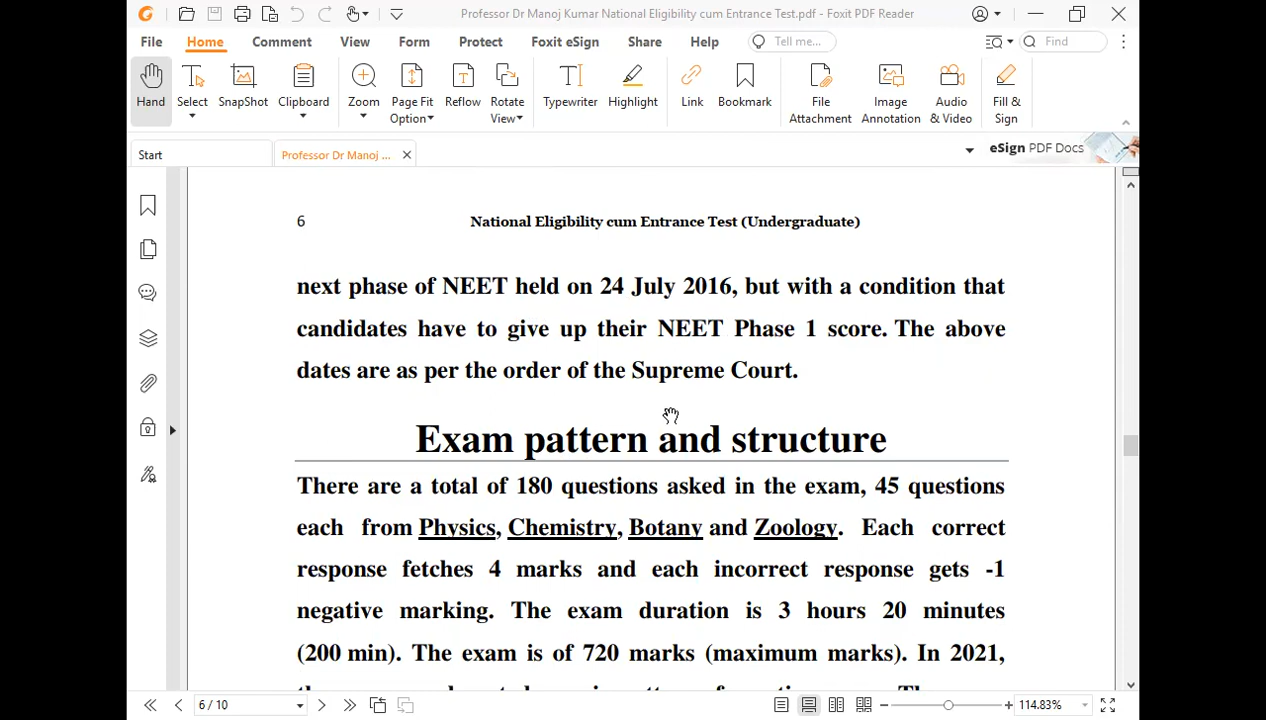 Professor Dr Manoj Kumar National Eligibility cum Entrance Test.pdf - Foxit PDF Reader
File Home Comment View Form Protect Foxit eSign Share Help Tell me... Find
Hand Select SnapShot Clipboard Zoom Page Fit Option Reflow Rotate View Typewriter Highlight Link Bookmark File Attachment Image Annotation Audio & Video Fill & Sign
Start Professor Dr Manoj ... eSign PDF Docs
6 National Eligibility cum Entrance Test (Undergraduate)
next phase of NEET held on 24 July 2016, but with a condition that
candidates have to give up their NEET Phase 1 score. The above
dates are as per the order of the Supreme Court.
Exam pattern and structure
There are a total of 180 questions asked in the exam, 45 questions
each from Physics, Chemistry, Botany and Zoology. Each correct
response fetches 4 marks and each incorrect response gets -1
negative marking. The exam duration is 3 hours 20 minutes
(200 min). The exam is of 720 marks (maximum marks). In 2021,
6 / 10 114.83%